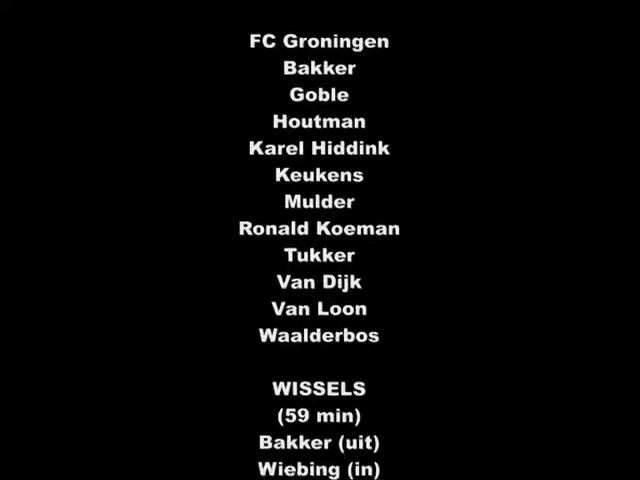 FC Groningen
Bakker
Goble
Houtman
Karel Hiddink
Keukens
Mulder
Ronald Koeman
Tukker
Van Dijk
Van Loon
Waalderbos
WISSELS
(59 min)
Bakker (uit)
Wiebing (in)